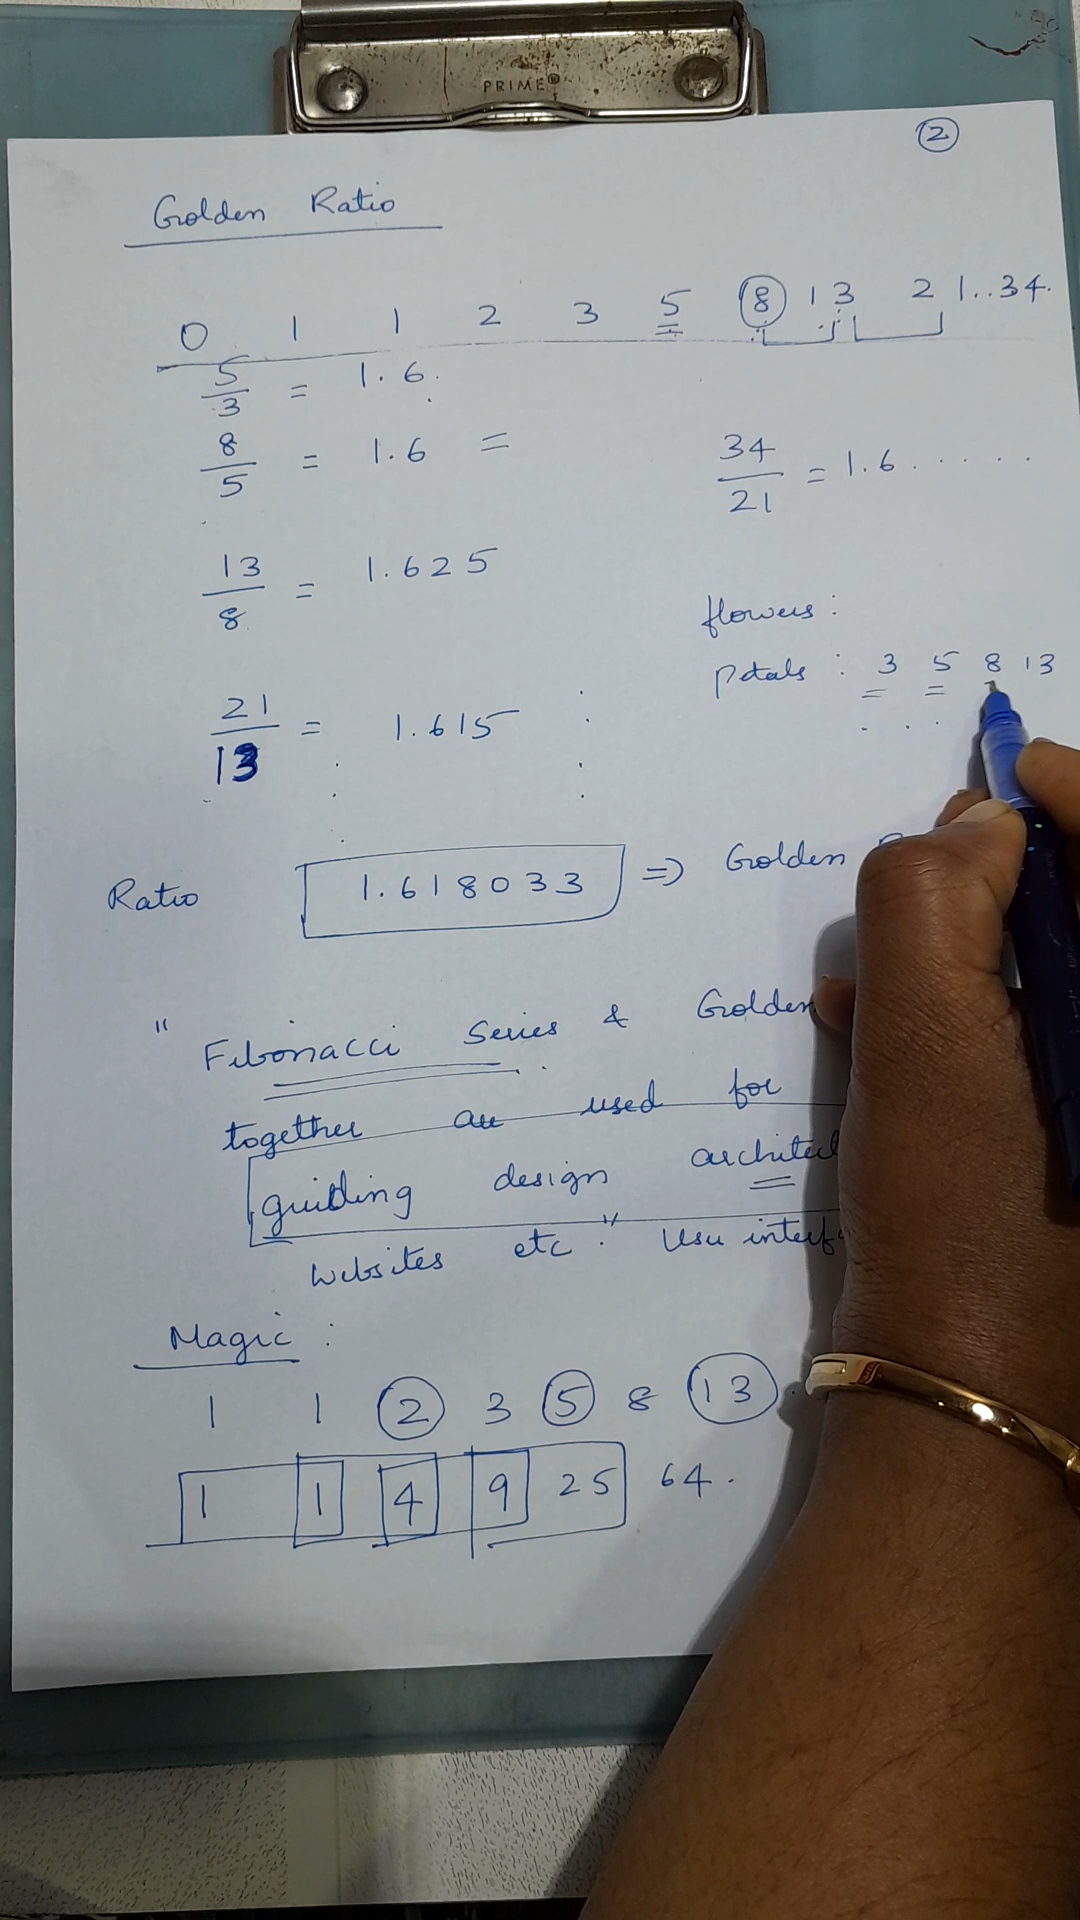 PRIME
2
Golden Ratio
0 1 1 2 3 5 8 13 21..34.
5/3 = 1.6.
8/5 = 1.6 =
34/21 = 1.6......
13/8 = 1.625
flowers:
petals: 3 5 8 13
21/13 = 1.615
Ratio 1.618033 => Golden
" Fibonacci Series & Golden
together are used for
guiding design architect
websites etc." User interfa
Magic:
1 1 2 3 5 8 13.
1 1 4 9 25 64.